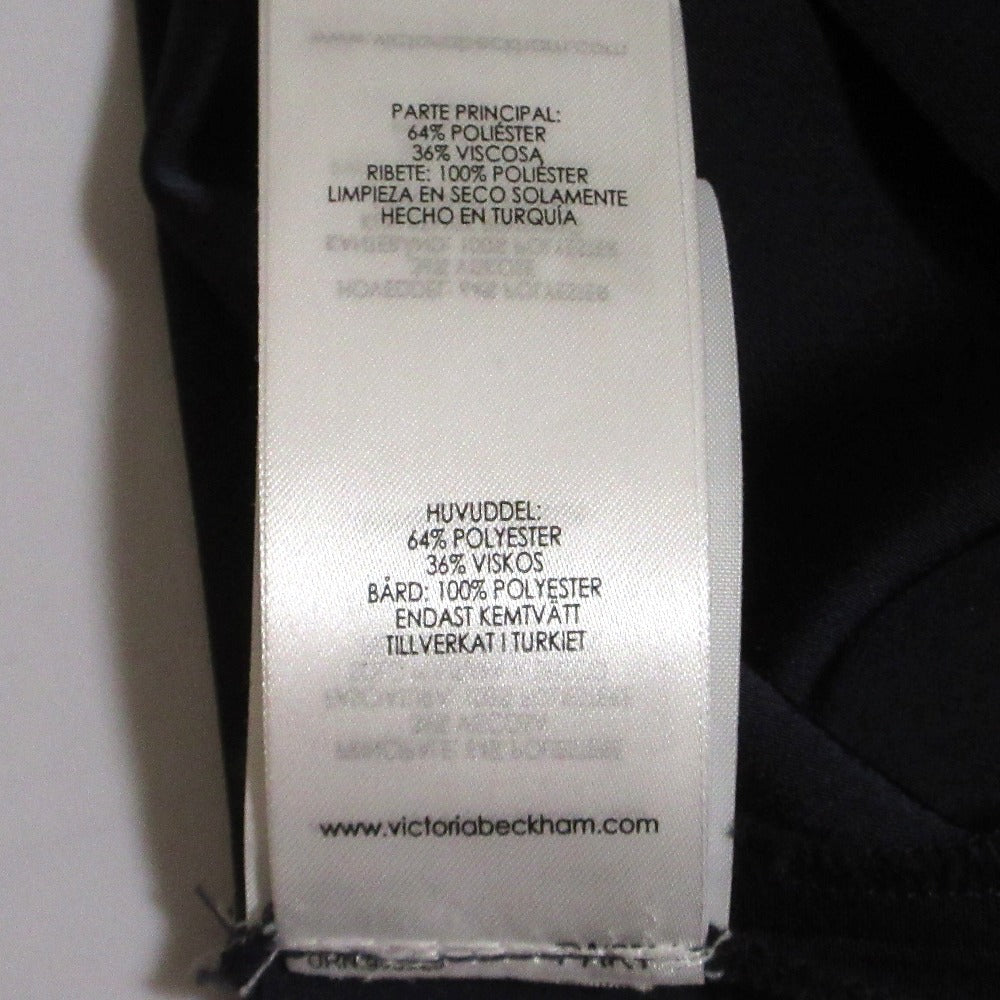 PARTE PRINCIPAL:
64% POLIÉSTER
36% VISCOSA
RIBETE: 100% POLIÉSTER
LIMPIEZA EN SECO SOLAMENTE
HECHO EN TURQUÍA
HUVUDDEL:
64% POLYESTER
36% VISKOS
BÅRD: 100% POLYESTER
ENDAST KEMTVÄTT
TILLVERKAT I TURKIET
www.victoriabeckham.com